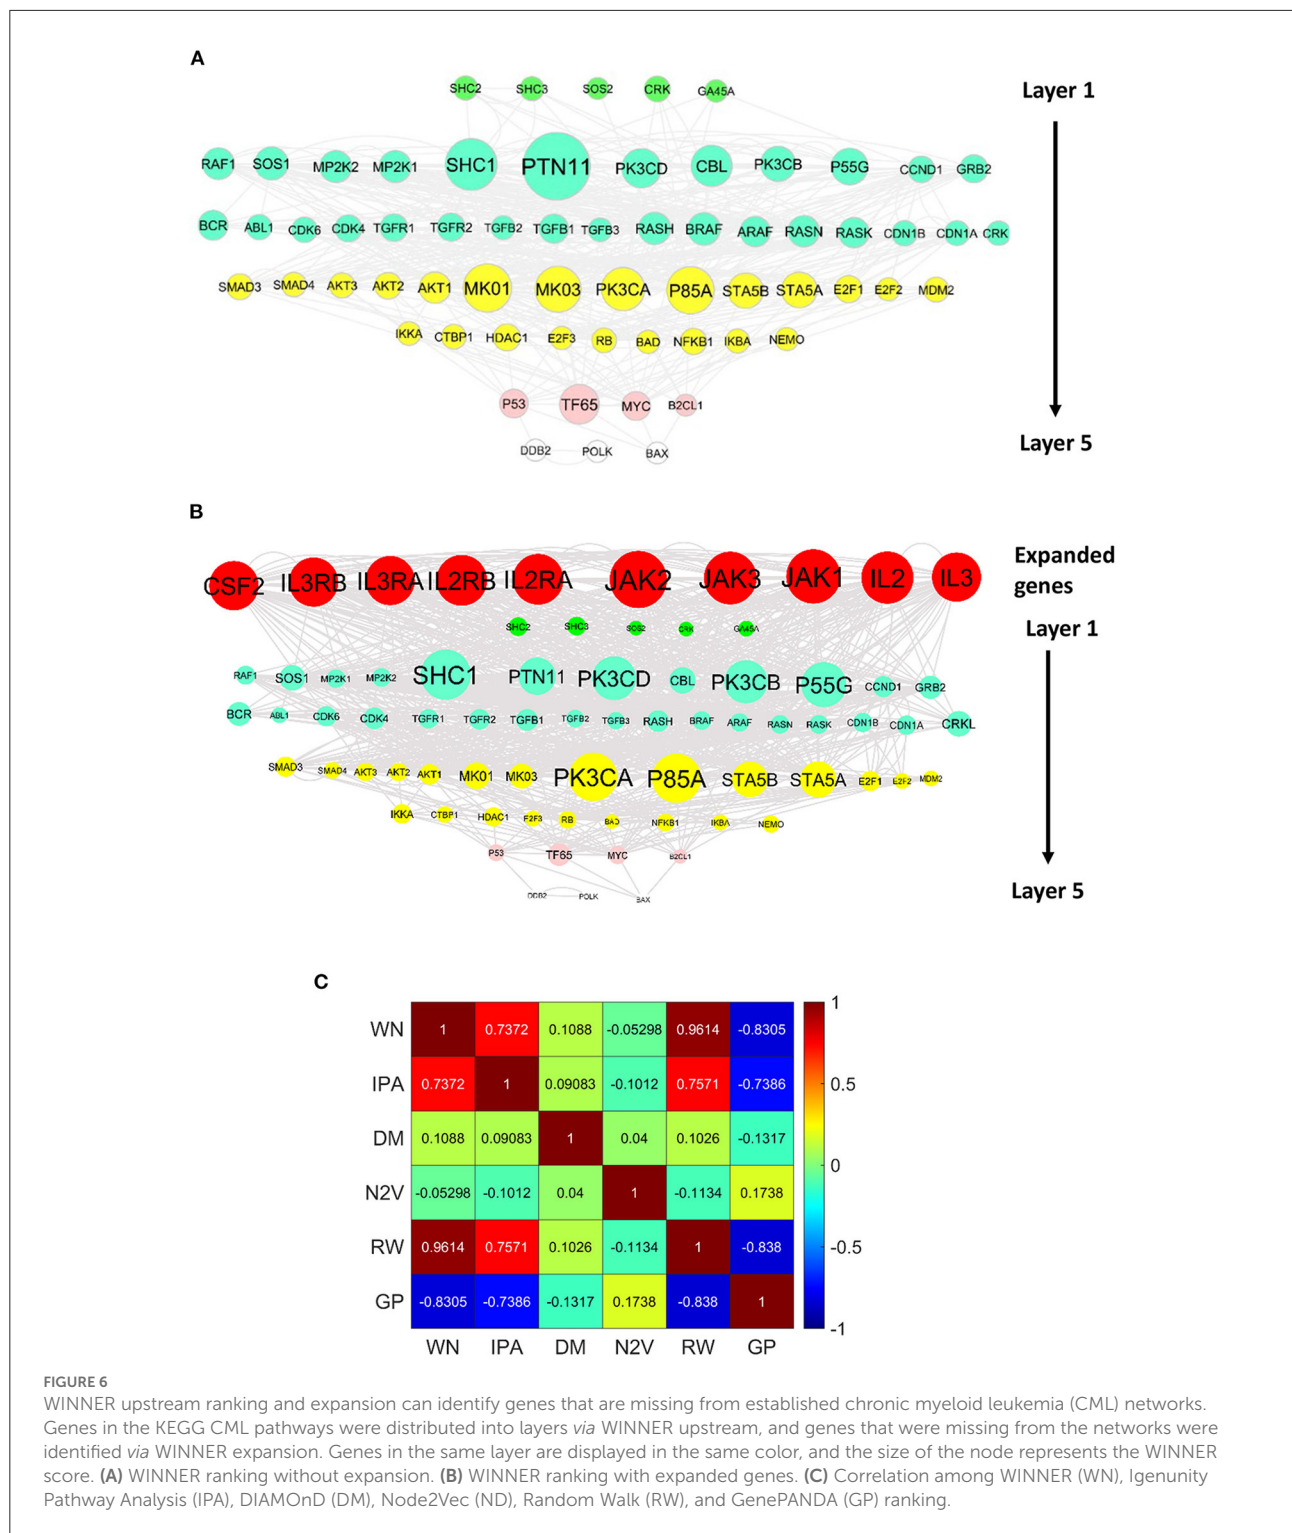 A
SHC2 SHC3 SOS2 CRK GA45A
Layer 1
RAF1 SOS1 MP2K2 MP2K1 SHC1 PTN11 PK3CD CBL PK3CB P55G CCND1 GRB2
BCR ABL1 CDK6 CDK4 TGFR1 TGFR2 TGFB2 TGFB1 TGFB3 RASH BRAF ARAF RASN RASK CDN1B CDN1A CRK
SMAD3 SMAD4 AKT3 AKT2 AKT1 MK01 MK03 PK3CA P85A STA5B STA5A E2F1 E2F2 MDM2
IKKA CTBP1 HDAC1 E2F3 RB BAD NFKB1 IKBA NEMO
P53 TF65 MYC B2CL1
Layer 5
DDB2 POLK BAX
B
CSF2 IL3RB IL3RA IL2RB IL2RA JAK2 JAK3 JAK1 IL2 IL3
Expanded
genes
SHC2 SHC3 SOS2 CRK GA45A
Layer 1
RAF1 SOS1 MP2K1 MP2K2 SHC1 PTN11 PK3CD CBL PK3CB P55G CCND1 GRB2
BCR ABL1 CDK6 CDK4 TGFR1 TGFR2 TGFB1 TGFB2 TGFB3 RASH BRAF ARAF RASN RASK CDN1B CDN1A CRKL
SMAD3 SMAD4 AKT3 AKT2 AKT1 MK01 MK03 PK3CA P85A STA5B STA5A E2F1 E2F2 MDM2
IKKA CTBP1 HDAC1 E2F3 RB BAD NFKB1 IKBA NEMO
P53 TF65 MYC B2CL1
Layer 5
DDB2 POLK BAX
C
WN 1 0.7372 0.1088 -0.05298 0.9614 -0.8305
IPA 0.7372 1 0.09083 -0.1012 0.7571 -0.7386
DM 0.1088 0.09083 1 0.04 0.1026 -0.1317
N2V -0.05298 -0.1012 0.04 1 -0.1134 0.1738
RW 0.9614 0.7571 0.1026 -0.1134 1 -0.838
GP -0.8305 -0.7386 -0.1317 0.1738 -0.838 1
WN IPA DM N2V RW GP
1
0.5
0
-0.5
-1
FIGURE 6
WINNER upstream ranking and expansion can identify genes that are missing from established chronic myeloid leukemia (CML) networks.
Genes in the KEGG CML pathways were distributed into layers via WINNER upstream, and genes that were missing from the networks were
identified via WINNER expansion. Genes in the same layer are displayed in the same color, and the size of the node represents the WINNER
score. (A) WINNER ranking without expansion. (B) WINNER ranking with expanded genes. (C) Correlation among WINNER (WN), Igenunity
Pathway Analysis (IPA), DIAMOnD (DM), Node2Vec (ND), Random Walk (RW), and GenePANDA (GP) ranking.